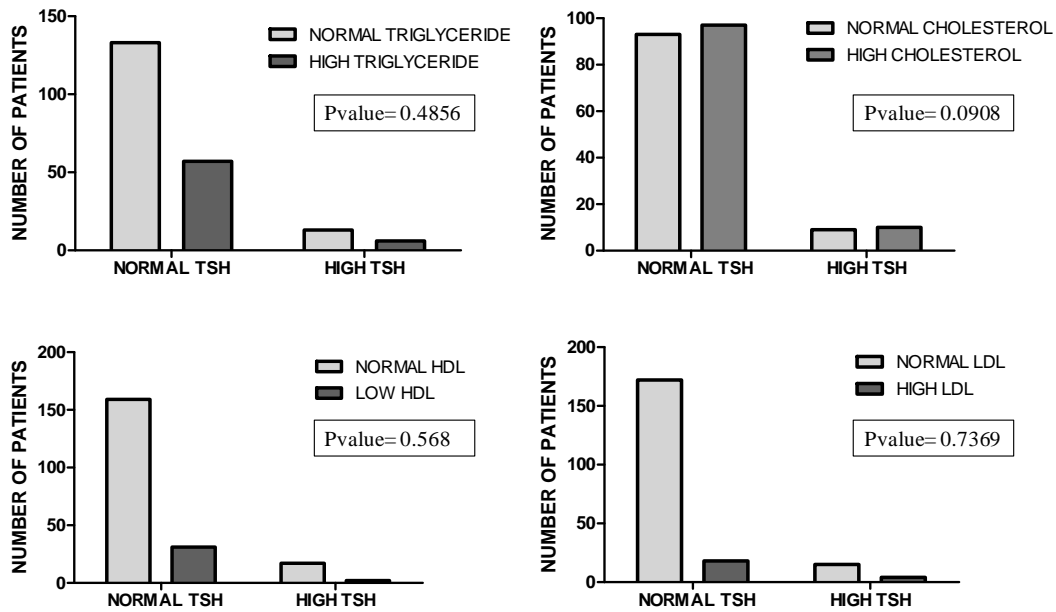 NUMBER OF PATIENTS
150
100
50
0
NORMAL TRIGLYCERIDE
HIGH TRIGLYCERIDE
Pvalue= 0.4856
NORMAL TSH HIGH TSH
NUMBER OF PATIENTS
100
80
60
40
20
0
NORMAL CHOLESTEROL
HIGH CHOLESTEROL
Pvalue= 0.0908
NORMAL TSH HIGH TSH
NUMBER OF PATIENTS
200
150
100
50
0
NORMAL HDL
LOW HDL
Pvalue= 0.568
NORMAL TSH HIGH TSH
NUMBER OF PATIENTS
200
150
100
50
0
NORMAL LDL
HIGH LDL
Pvalue= 0.7369
NORMAL TSH HIGH TSH